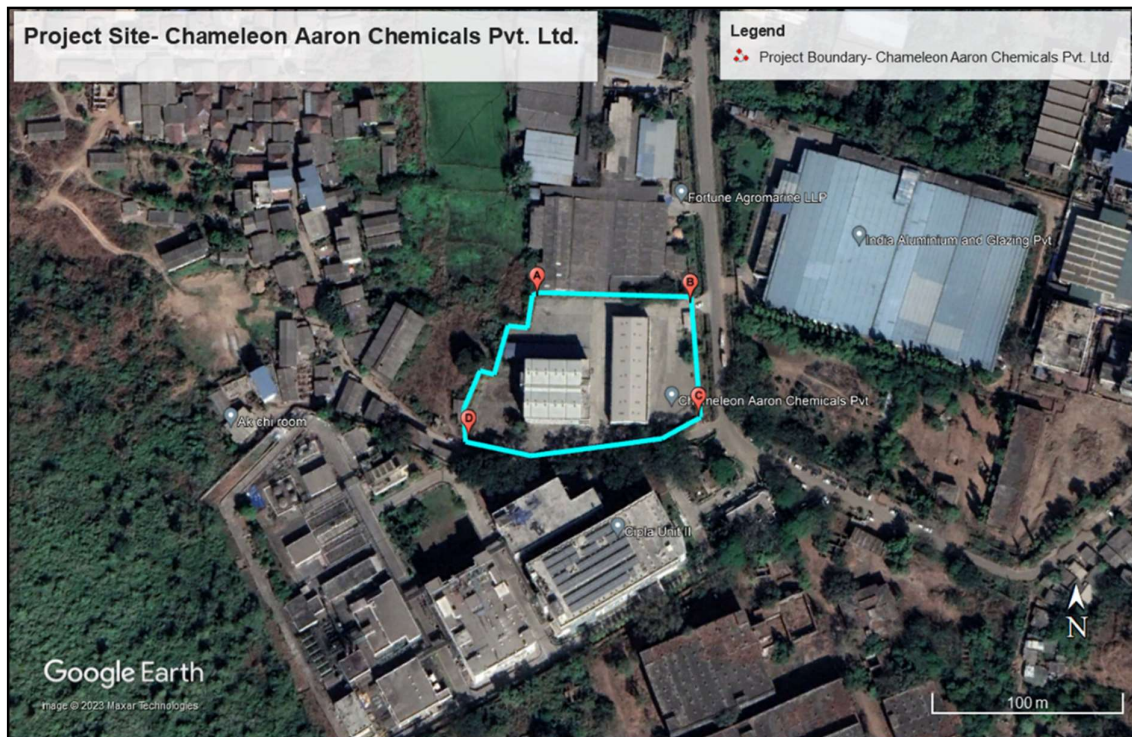 Project Site- Chameleon Aaron Chemicals Pvt. Ltd.
Legend
Project Boundary- Chameleon Aaron Chemicals Pvt. Ltd.
Fortune Agromarine LLP
India Aluminium and Glazing Pvt
A
B
Chameleon Aaron Chemicals Pvt
C
D
Ak chi room
Cipla Unit II
N
Google Earth
Image © 2023 Maxar Technologies
100 m